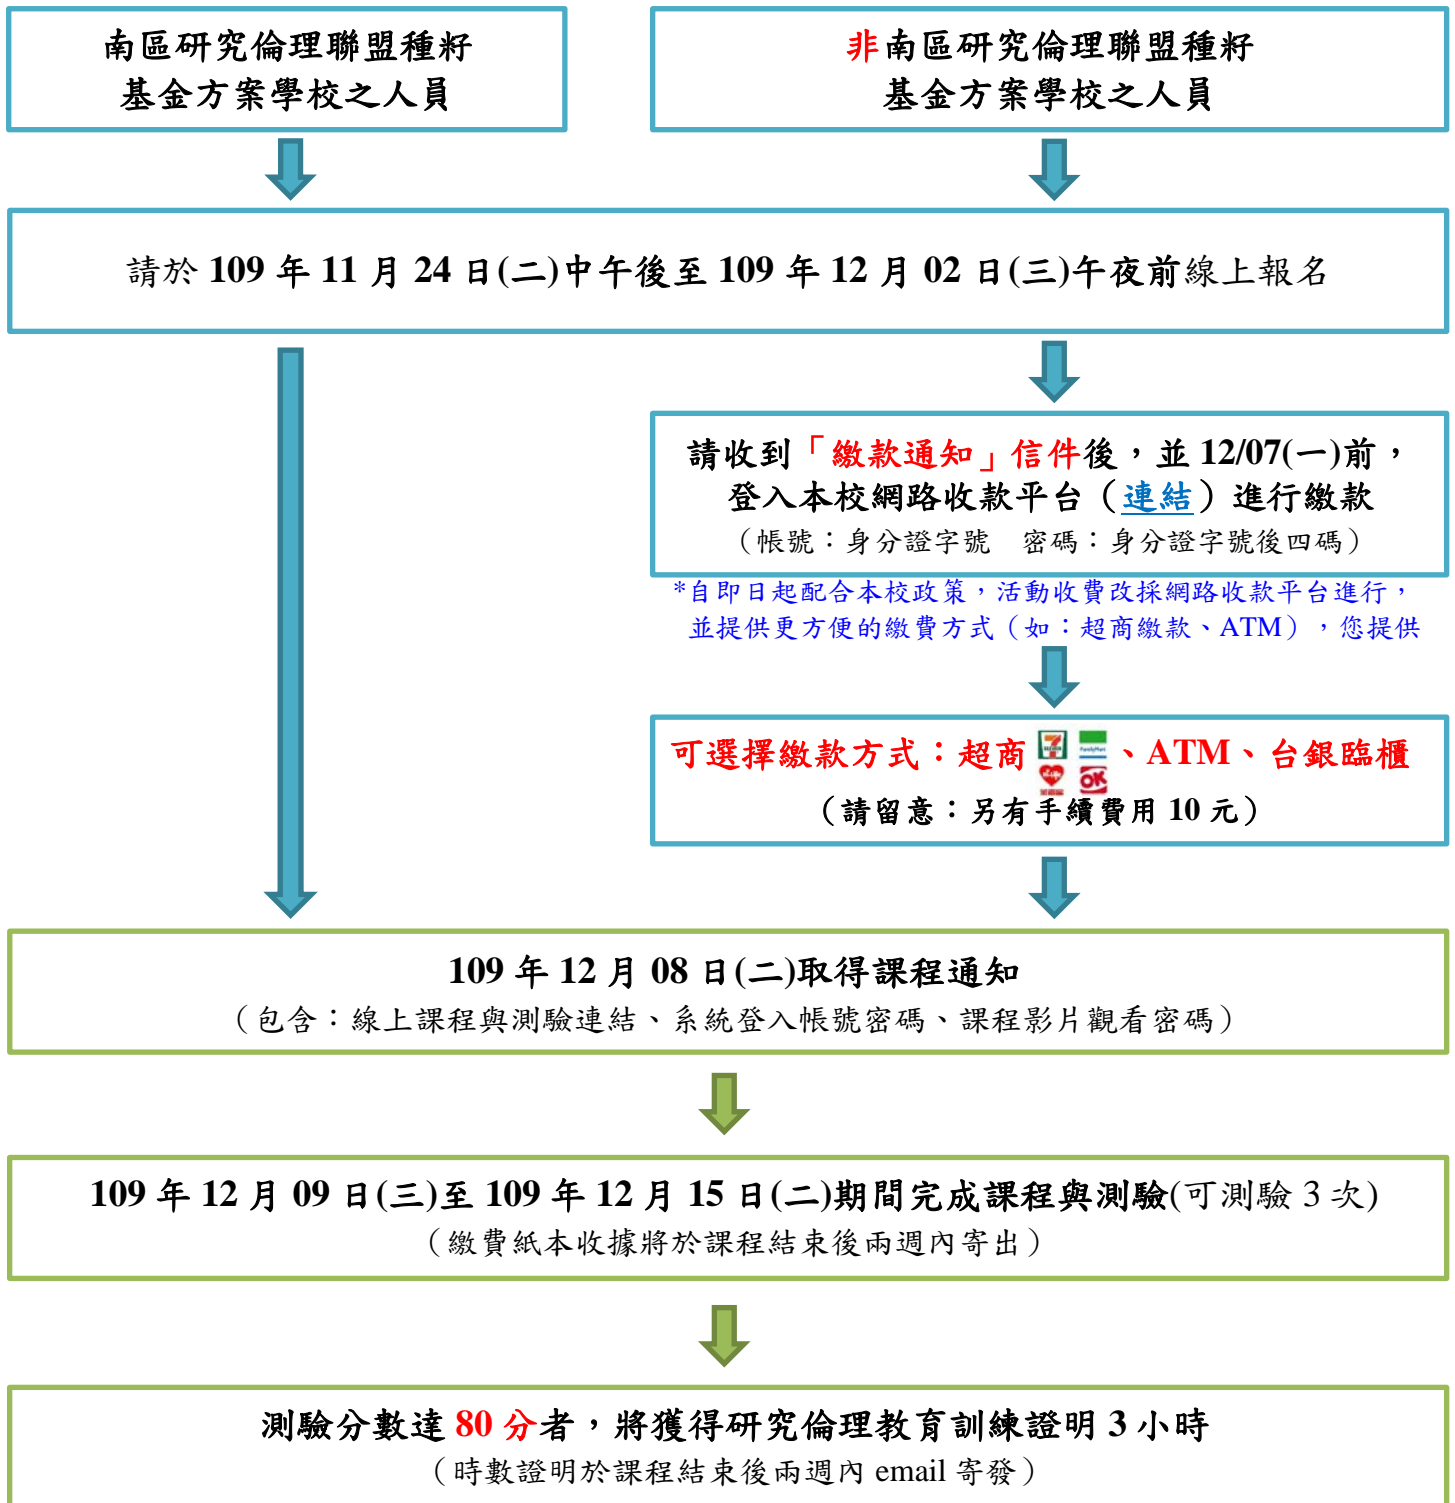 南區研究倫理聯盟種籽
基金方案學校之人員
非南區研究倫理聯盟種籽
基金方案學校之人員
請於 109 年 11 月 24 日(二)中午後至 109 年 12 月 02 日(三)午夜前線上報名
請收到「繳款通知」信件後，並 12/07(一)前，
登入本校網路收款平台（連結）進行繳款
（帳號：身分證字號　密碼：身分證字號後四碼）
*自即日起配合本校政策，活動收費改採網路收款平台進行，
並提供更方便的繳費方式（如：超商繳款、ATM），您提供
可選擇繳款方式：超商 、ATM、台銀臨櫃
FamilyMart
OK
（請留意：另有手續費用 10 元）
109 年 12 月 08 日(二)取得課程通知
（包含：線上課程與測驗連結、系統登入帳號密碼、課程影片觀看密碼）
109 年 12 月 09 日(三)至 109 年 12 月 15 日(二)期間完成課程與測驗(可測驗 3 次)
（繳費紙本收據將於課程結束後兩週內寄出）
測驗分數達 80 分者，將獲得研究倫理教育訓練證明 3 小時
（時數證明於課程結束後兩週內 email 寄發）